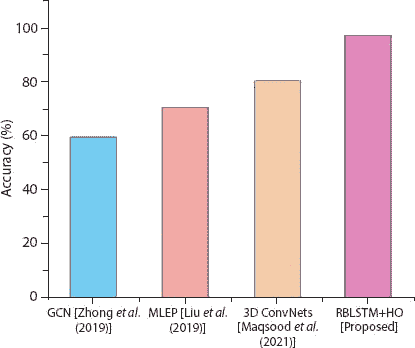 100
80
60
40
20
0
Accuracy (%)
GCN [Zhong et al. (2019)]
MLEP [Liu et al. (2019)]
3D ConvNets [Maqsood et al. (2021)]
RBLSTM+HO [Proposed]